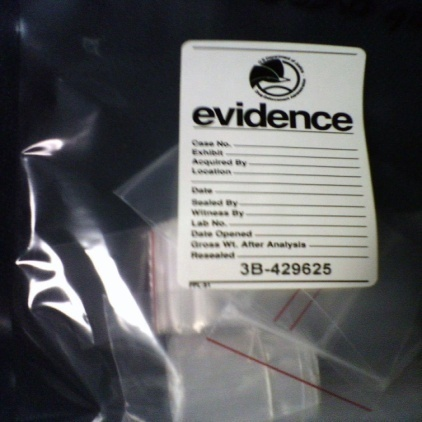 evidence
Case No.
Exhibit
Acquired By
Location
Date
Sealed By
Witness By
Lab No.
Date Opened
Gross Wt. After Analysis
Resealed
3B-429625